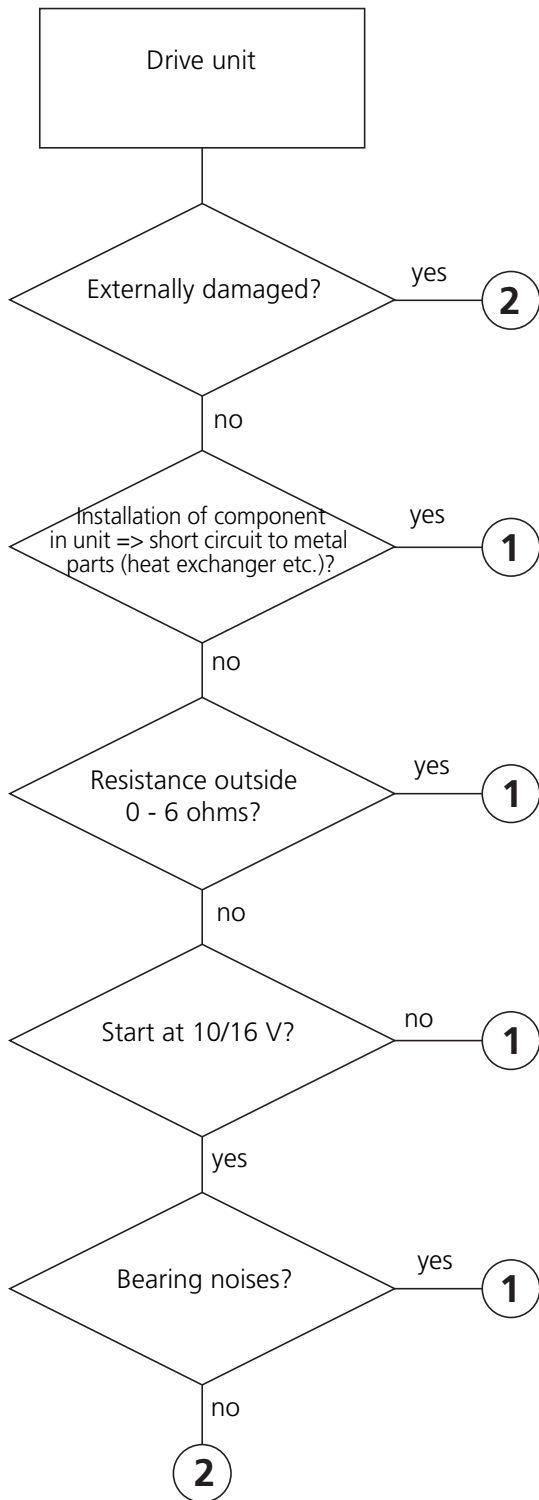 Drive unit
Externally damaged?
yes
2
no
Installation of component
in unit => short circuit to metal
parts (heat exchanger etc.)?
yes
1
no
Resistance outside
0 - 6 ohms?
yes
1
no
Start at 10/16 V?
no
1
yes
Bearing noises?
yes
1
no
2